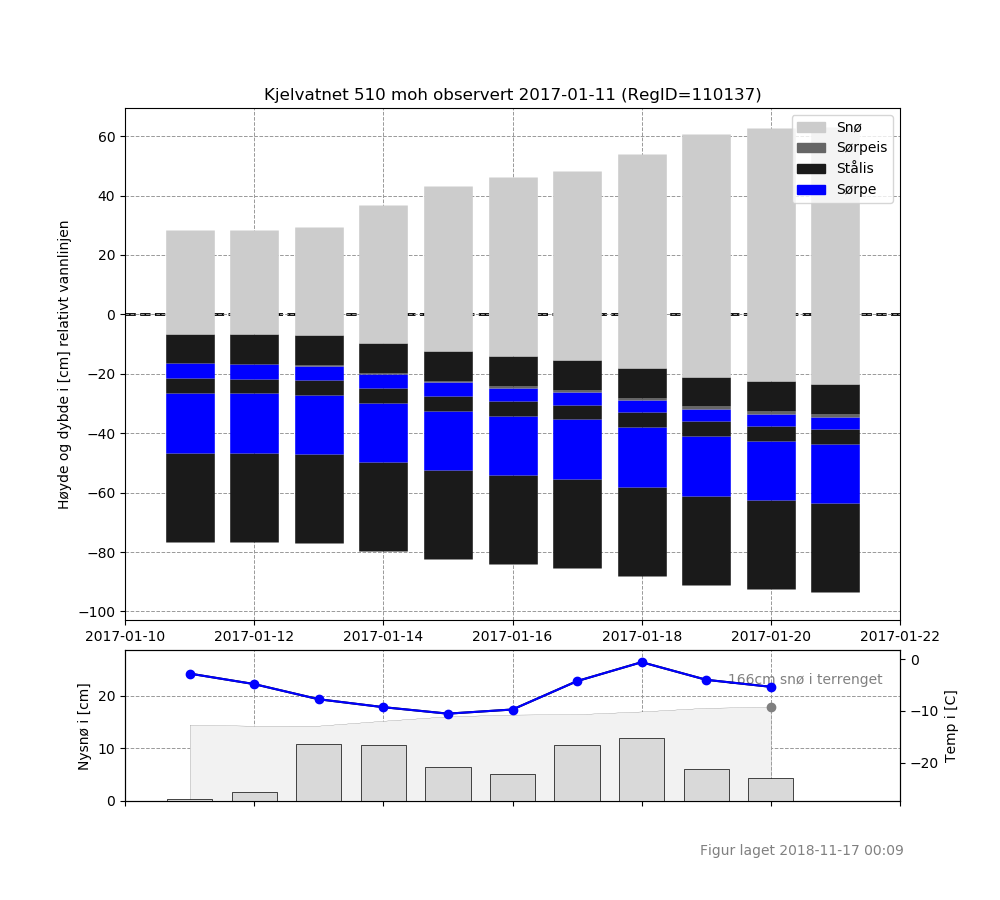 Kjelvatnet 510 moh observert 2017-01-11 (RegID=110137)
Høyde og dybde i [cm] relativt vannlinjen
60
40
20
0
−20
−40
−60
−80
−100
Snø
Sørpeis
Stålis
Sørpe
2017-01-10 2017-01-12 2017-01-14 2017-01-16 2017-01-18 2017-01-20 2017-01-22
Nysnø i [cm]
20
10
0
166cm snø i terrenget
0
−10
−20
Temp i [C]
Figur laget 2018-11-17 00:09